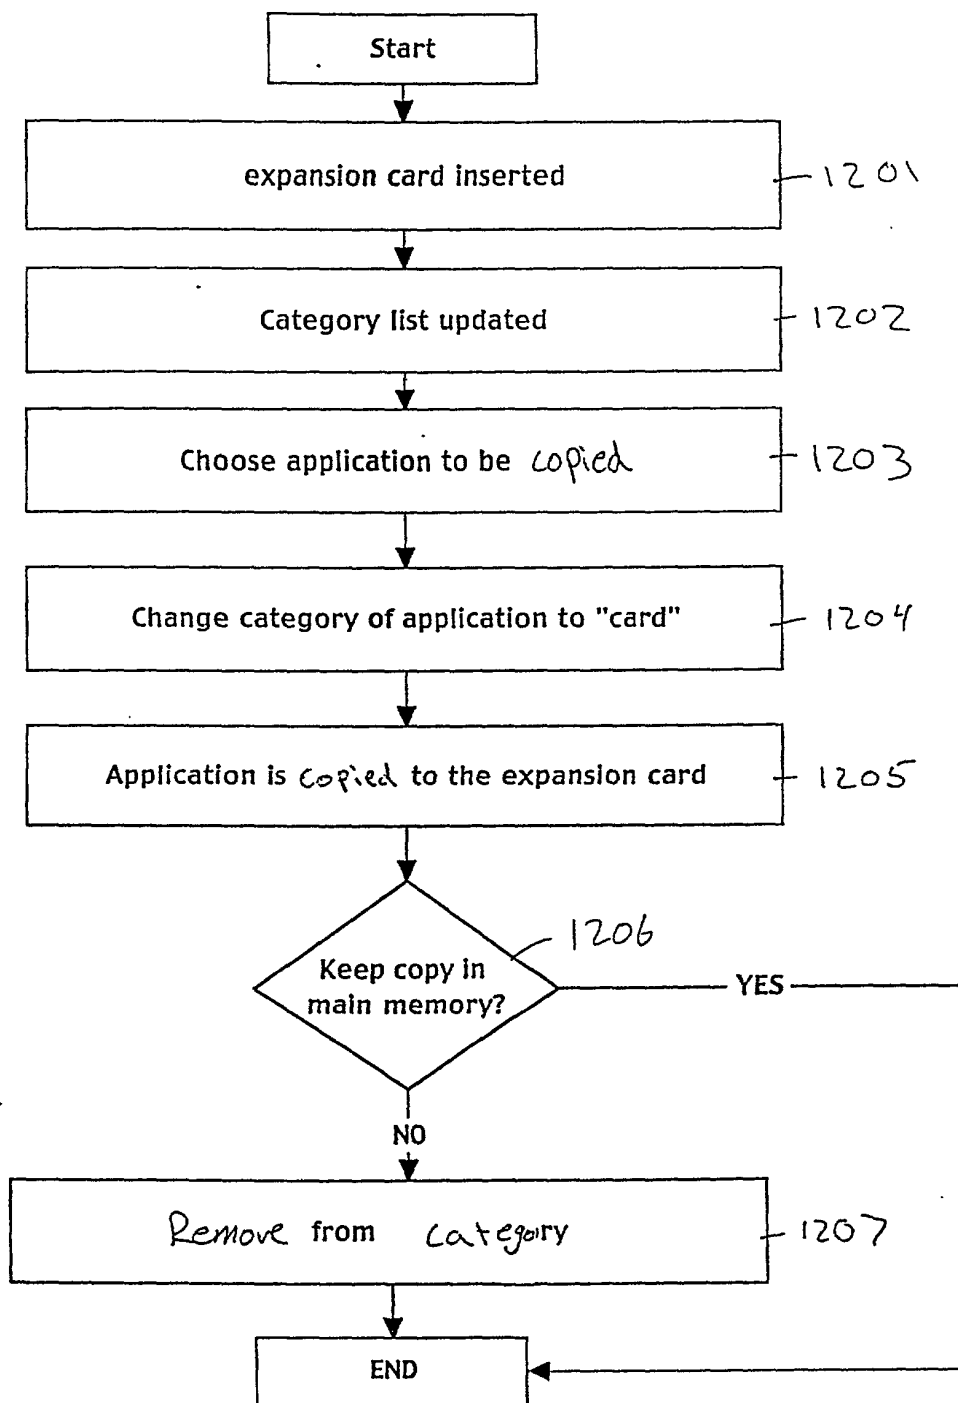 Start
expansion card inserted
1201
Category list updated
1202
Choose application to be copied
1203
Change category of application to "card"
1204
Application is copied to the expansion card
1205
1206
Keep copy in
main memory?
YES
NO
Remove from category
1207
END